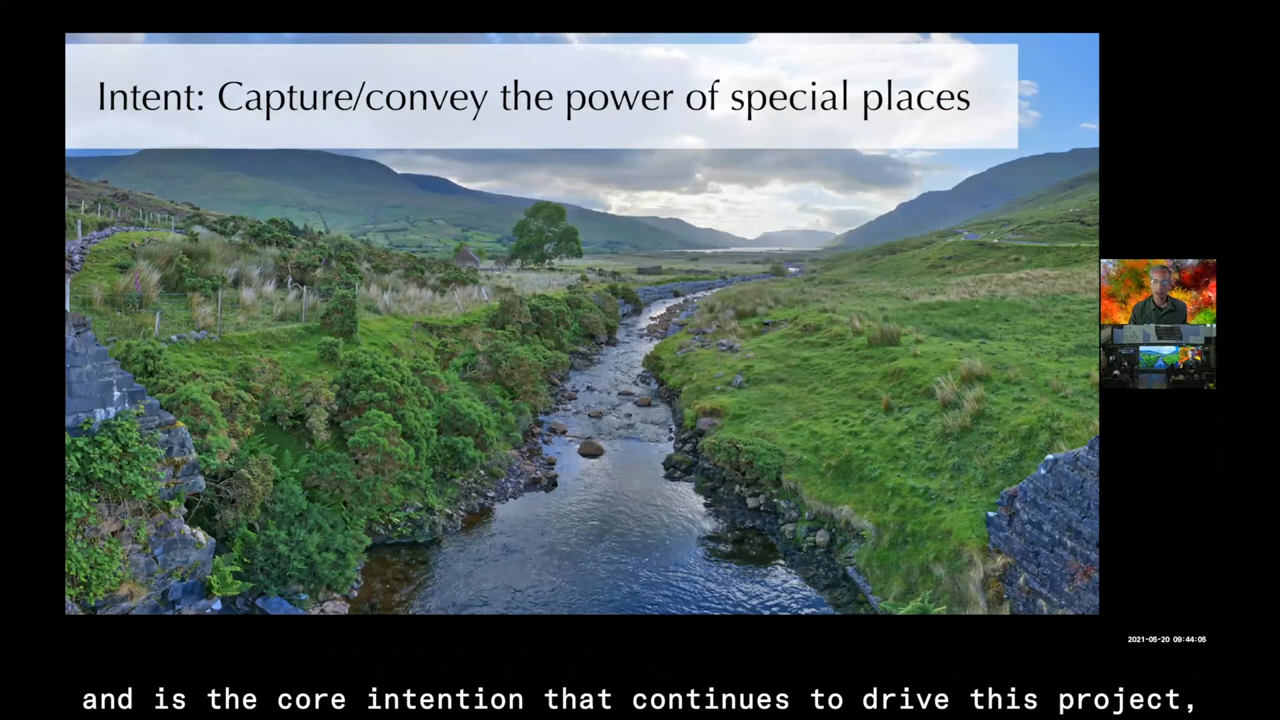 Intent: Capture/convey the power of special places
2021-05-20 09:44:05
and is the core intention that continues to drive this project,